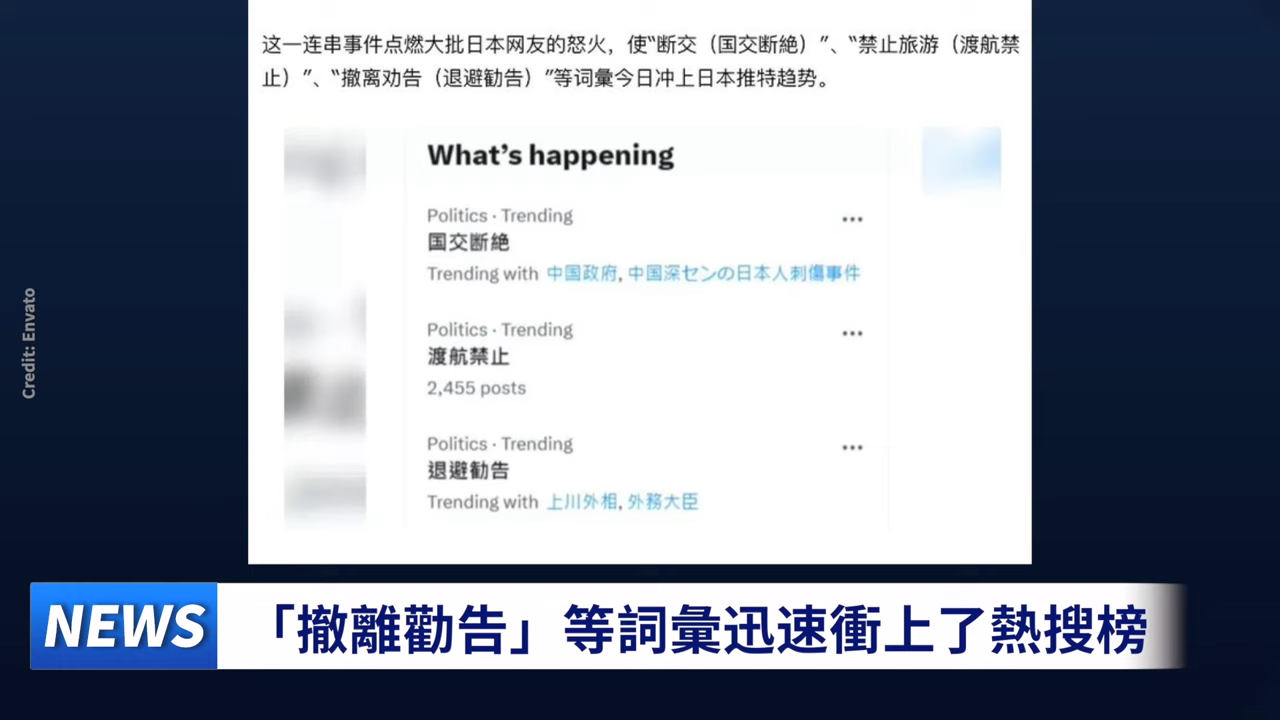 这一连串事件点燃大批日本网友的怒火，使“断交（国交断絶）”、“禁止旅游（渡航禁
止）”、“撤离劝告（退避勧告）”等词彙今日冲上日本推特趋势。
What's happening
Politics · Trending
国交断絶
Trending with 中国政府, 中国深センの日本人刺傷事件
Politics · Trending
渡航禁止
2,455 posts
Politics · Trending
退避勧告
Trending with 上川外相, 外務大臣
Credit: Envato
NEWS 「撤離勸告」等詞彙迅速衝上了熱搜榜